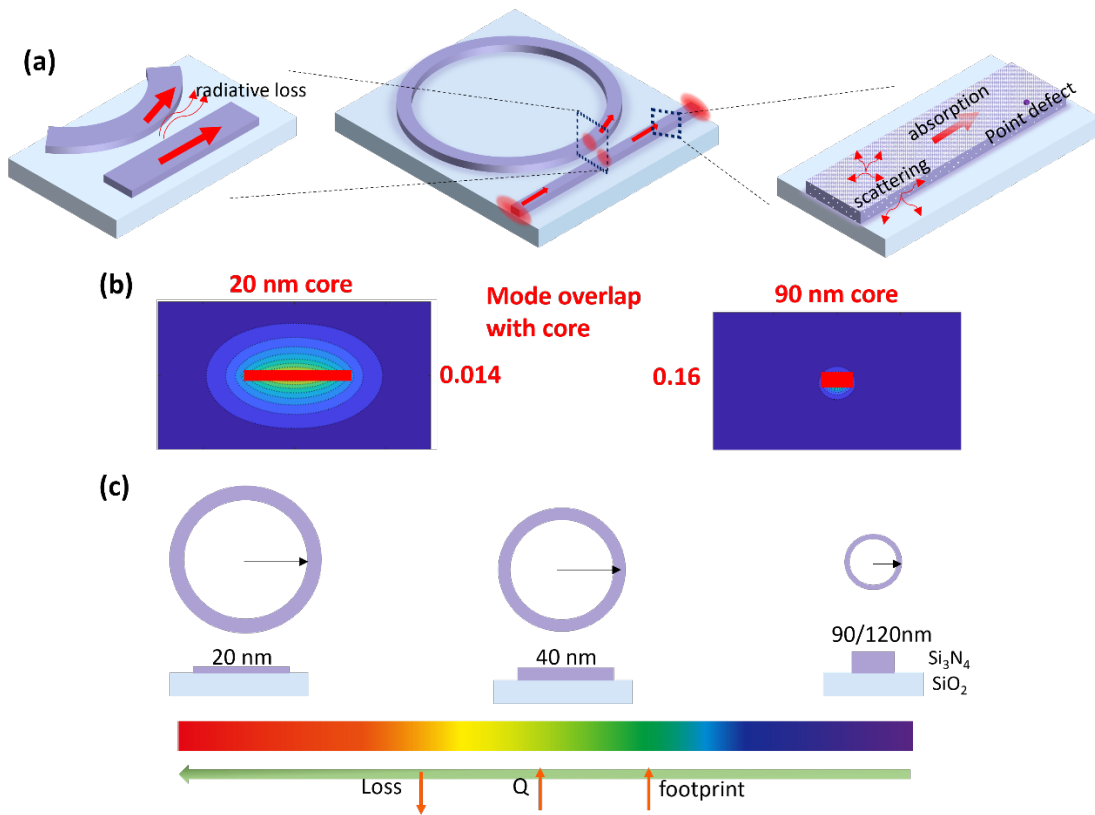 (a)
radiative loss
absorption
Point defect
scattering
(b)
20 nm core
Mode overlap
with core
90 nm core
0.014
0.16
(c)
20 nm
40 nm
90/120nm
Si₃N₄
SiO₂
Loss
Q
footprint